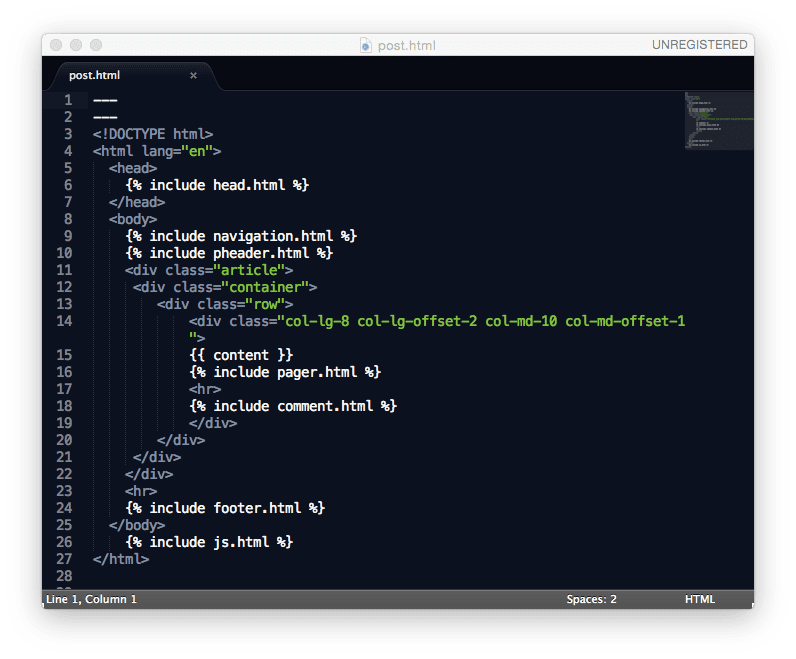 post.html
UNREGISTERED
post.html ×
1 ---
2 ---
3 <!DOCTYPE html>
4 <html lang="en">
5 <head>
6 {% include head.html %}
7 </head>
8 <body>
9 {% include navigation.html %}
10 {% include pheader.html %}
11 <div class="article">
12 <div class="container">
13 <div class="row">
14 <div class="col-lg-8 col-lg-offset-2 col-md-10 col-md-offset-1
">
15 {{ content }}
16 {% include pager.html %}
17 <hr>
18 {% include comment.html %}
19 </div>
20 </div>
21 </div>
22 </div>
23 <hr>
24 {% include footer.html %}
25 </body>
26 {% include js.html %}
27 </html>
28
Line 1, Column 1
Spaces: 2
HTML